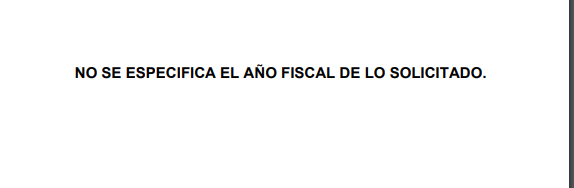 NO SE ESPECIFICA EL AÑO FISCAL DE LO SOLICITADO.